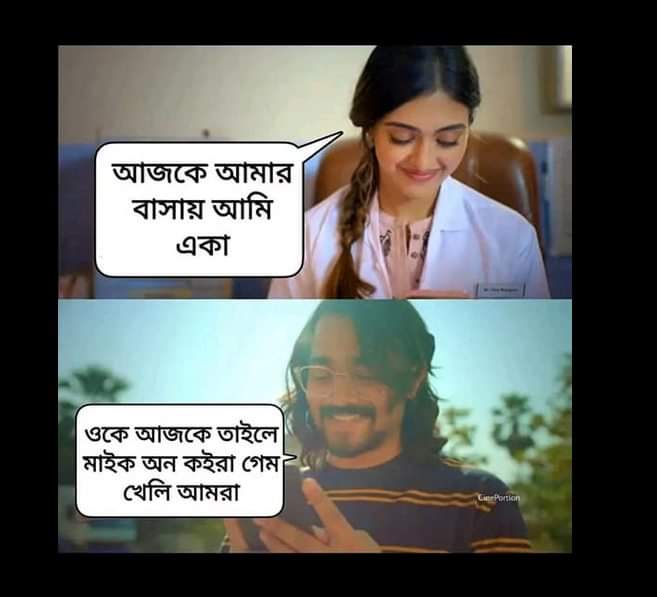 আজকে আমার
বাসায় আমি
একা
ওকে আজকে তাইলে
মাইক অন কইরা গেম
খেলি আমরা